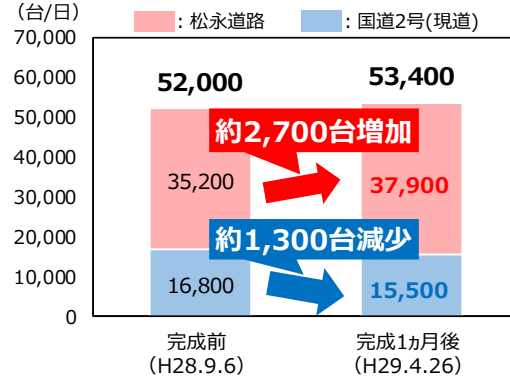 (台/日)
：松永道路
：国道2号(現道)
70,000
60,000
50,000
40,000
30,000
20,000
10,000
0
52,000
53,400
約2,700台増加
35,200
37,900
約1,300台減少
16,800
15,500
完成前
(H28.9.6)
完成1ヵ月後
(H29.4.26)